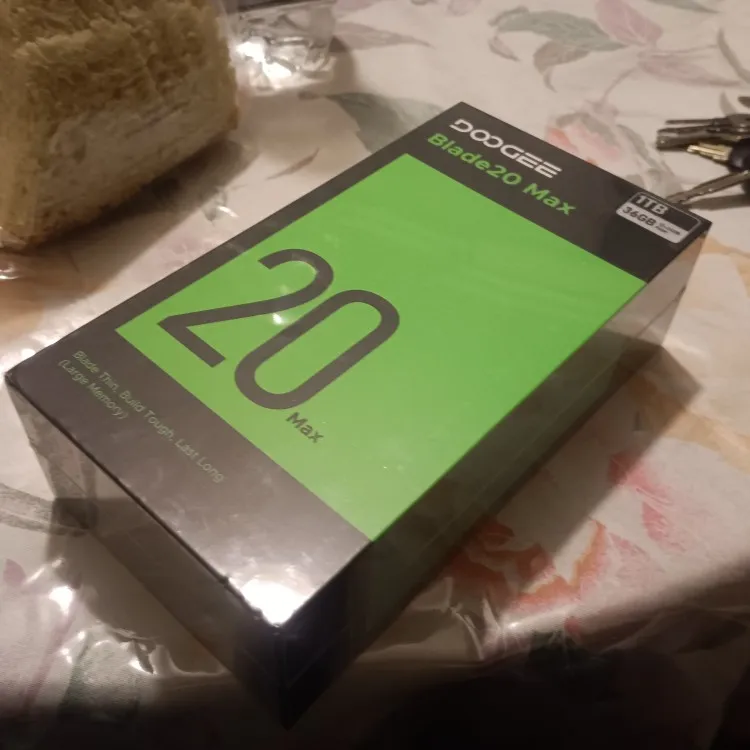 DOOGEE
Blade20 Max
1TB
36GB
20
Max
Blade Thin, Build Tough, Last Long
(Large Memory)